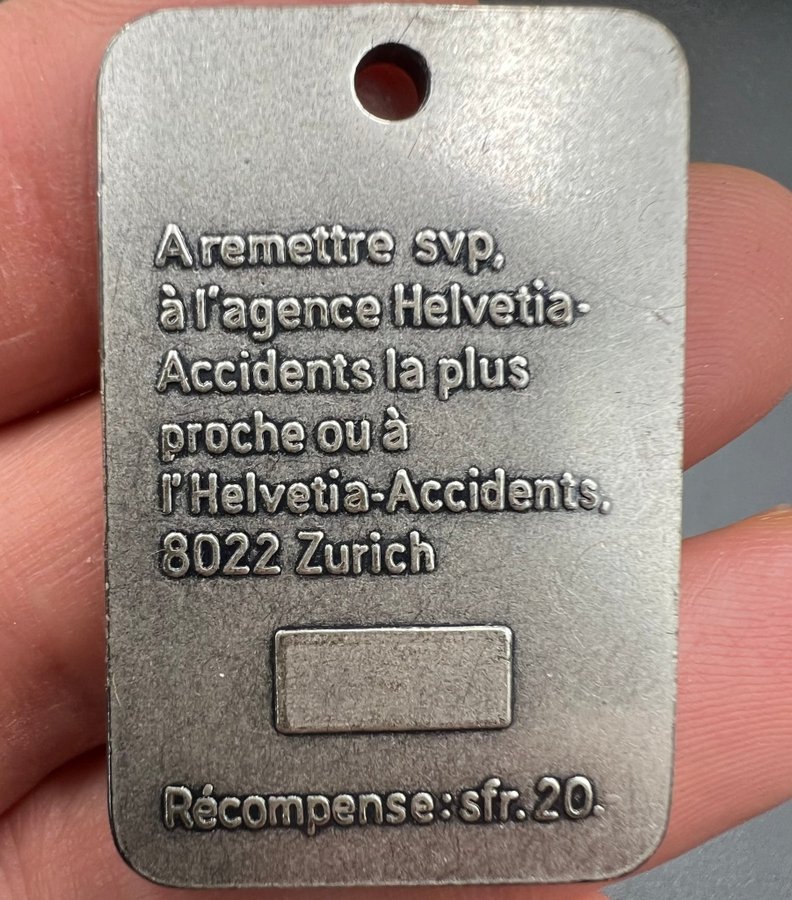 A remettre svp,
à l'agence Helvetia-
Accidents la plus
proche ou à
l'Helvetia-Accidents,
8022 Zurich
Récompense: sfr. 20.